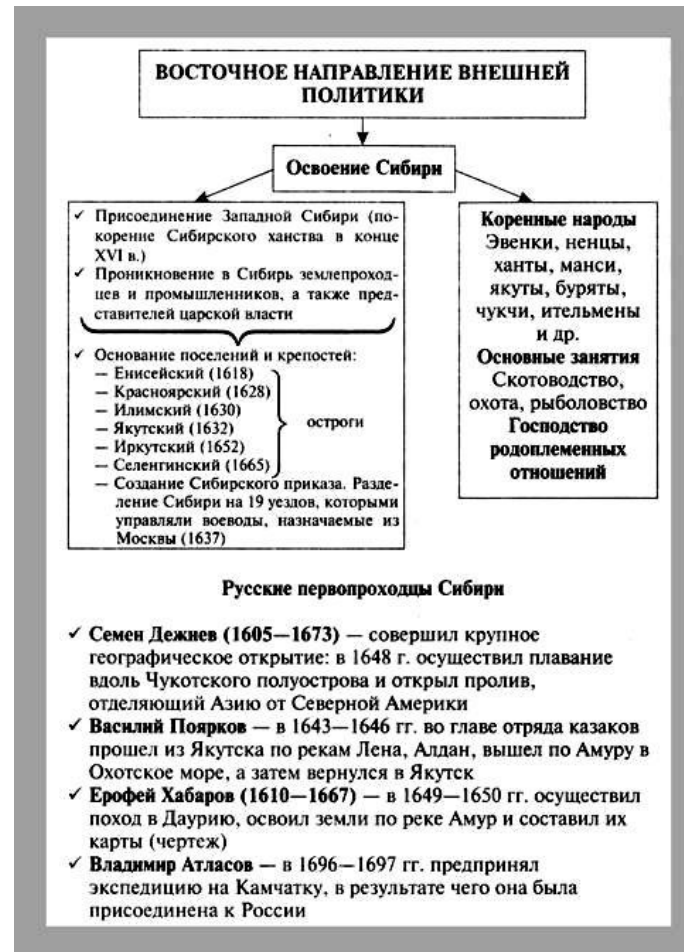 ВОСТОЧНОЕ НАПРАВЛЕНИЕ ВНЕШНЕЙ
ПОЛИТИКИ
Освоение Сибири
✓ Присоединение Западной Сибири (по-
корение Сибирского ханства в конце
XVI в.)
✓ Проникновение в Сибирь землепроход-
цев и промышленников, а также пред-
ставителей царской власти
✓ Основание поселений и крепостей:
— Енисейский (1618)
— Красноярский (1628)
— Илимский (1630)
— Якутский (1632)
— Иркутский (1652)
— Селенгинский (1665)
остроги
— Создание Сибирского приказа. Разде-
ление Сибири на 19 уездов, которыми
управляли воеводы, назначаемые из
Москвы (1637)
Коренные народы
Эвенки, ненцы,
ханты, манси,
якуты, буряты,
чукчи, ительмены
и др.
Основные занятия
Скотоводство,
охота, рыболовство
Господство
родоплеменных
отношений
Русские первопроходцы Сибири
✓ Семен Дежнев (1605—1673) — совершил крупное
географическое открытие: в 1648 г. осуществил плавание
вдоль Чукотского полуострова и открыл пролив,
отделяющий Азию от Северной Америки
✓ Василий Поярков — в 1643—1646 гг. во главе отряда казаков
прошел из Якутска по рекам Лена, Алдан, вышел по Амуру в
Охотское море, а затем вернулся в Якутск
✓ Ерофей Хабаров (1610—1667) — в 1649—1650 гг. осуществил
поход в Даурию, освоил земли по реке Амур и составил их
карты (чертеж)
✓ Владимир Атласов — в 1696—1697 гг. предпринял
экспедицию на Камчатку, в результате чего она была
присоединена к России